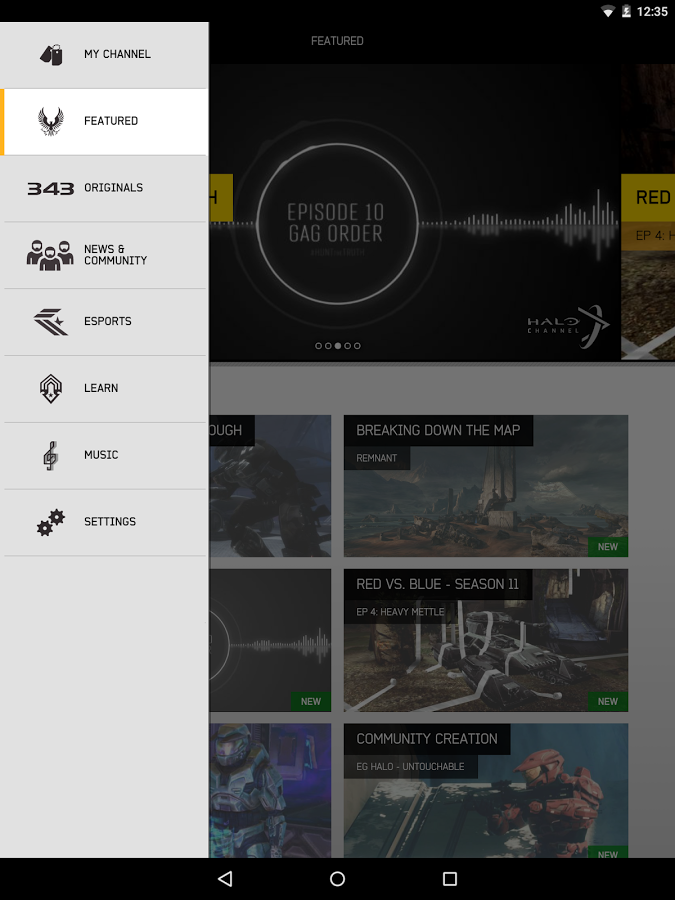 12:35
MY CHANNEL
FEATURED
343 ORIGINALS
NEWS &
COMMUNITY
ESPORTS
LEARN
MUSIC
SETTINGS
FEATURED
H
EPISODE 10
GAG ORDER
#HUNTtheTRUTH
HALO
CHANNEL
RED
EP 4: H
OUGH
BREAKING DOWN THE MAP
REMNANT
NEW
NEW
RED VS. BLUE - SEASON 11
EP 4: HEAVY METTLE
NEW
COMMUNITY CREATION
EG HALO - UNTOUCHABLE
NEW